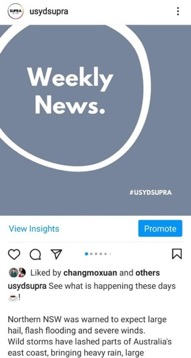 SUPRA
usydsupra
Weekly
News.
#USYDSUPRA
View Insights
Promote
Liked by changmoxuan and others
usydsupra See what is happening these days
☕!
Northern NSW was warned to expect large
hail, flash flooding and severe winds.
Wild storms have lashed parts of Australia's
east coast, bringing heavy rain, large